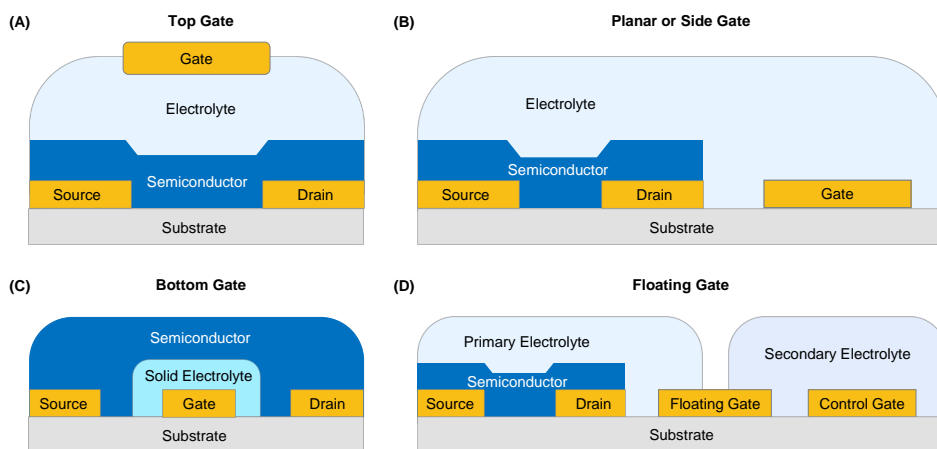 (A)
Top Gate
Gate
Electrolyte
Semiconductor
Source
Drain
Substrate
(B)
Planar or Side Gate
Electrolyte
Semiconductor
Source
Drain
Gate
Substrate
(C)
Bottom Gate
Semiconductor
Solid Electrolyte
Source
Gate
Drain
Substrate
(D)
Floating Gate
Primary Electrolyte
Secondary Electrolyte
Semiconductor
Source
Drain
Floating Gate
Control Gate
Substrate